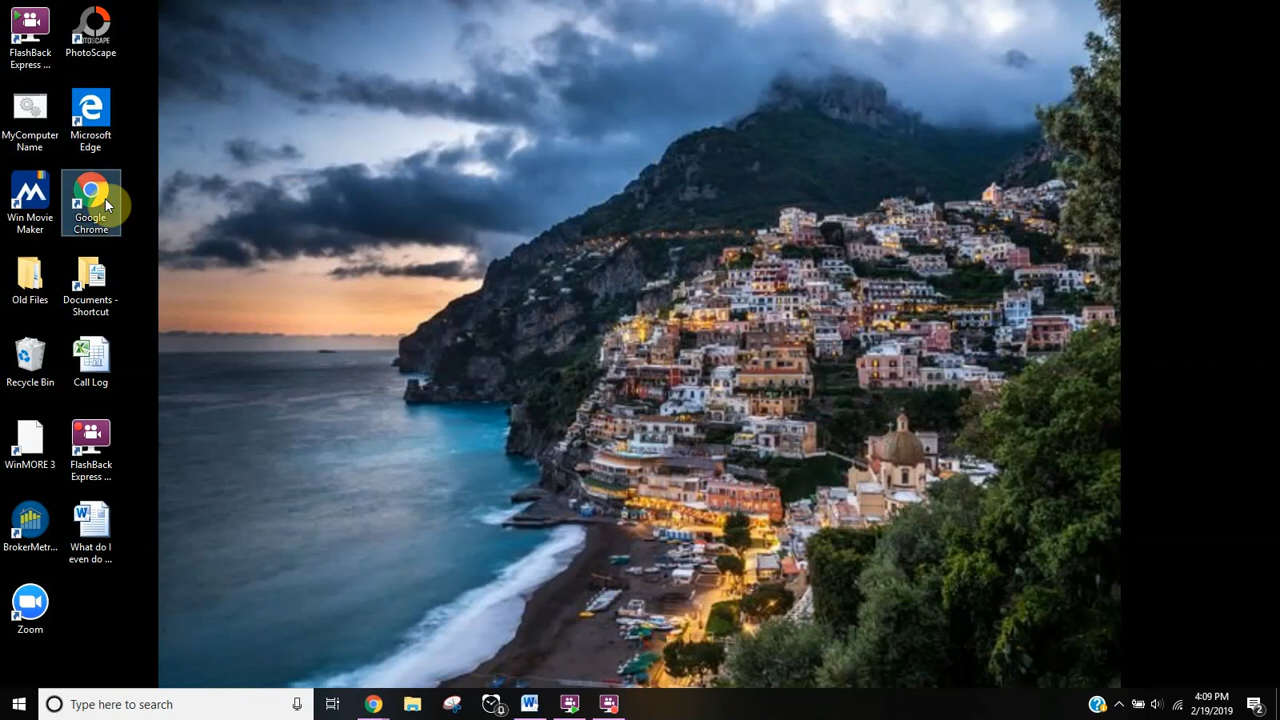 FlashBack
Express ...
PHOTOSCAPE
PhotoScape
MyComputer
Name
Microsoft
Edge
Win Movie
Maker
Google
Chrome
Old Files
Documents -
Shortcut
Recycle Bin
Call Log
WinMORE 3
FlashBack
Express ...
BrokerMetr...
What do I
even do ...
Zoom
Type here to search
4:09 PM
2/19/2019